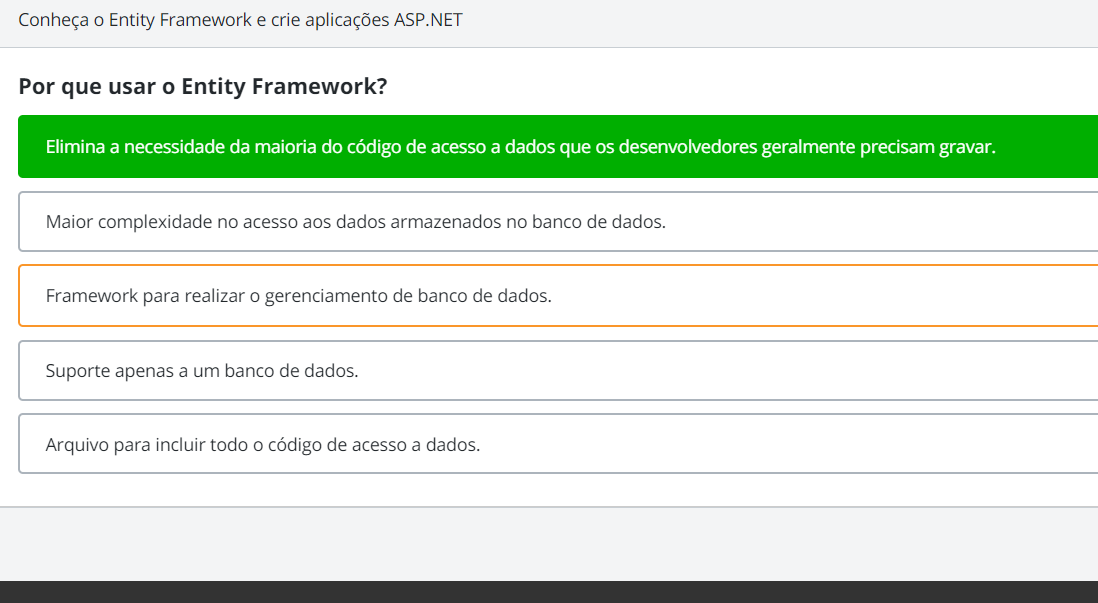 Conheça o Entity Framework e crie aplicações ASP.NET
Por que usar o Entity Framework?
Elimina a necessidade da maioria do código de acesso a dados que os desenvolvedores geralmente precisam gravar.
Maior complexidade no acesso aos dados armazenados no banco de dados.
Framework para realizar o gerenciamento de banco de dados.
Suporte apenas a um banco de dados.
Arquivo para incluir todo o código de acesso a dados.